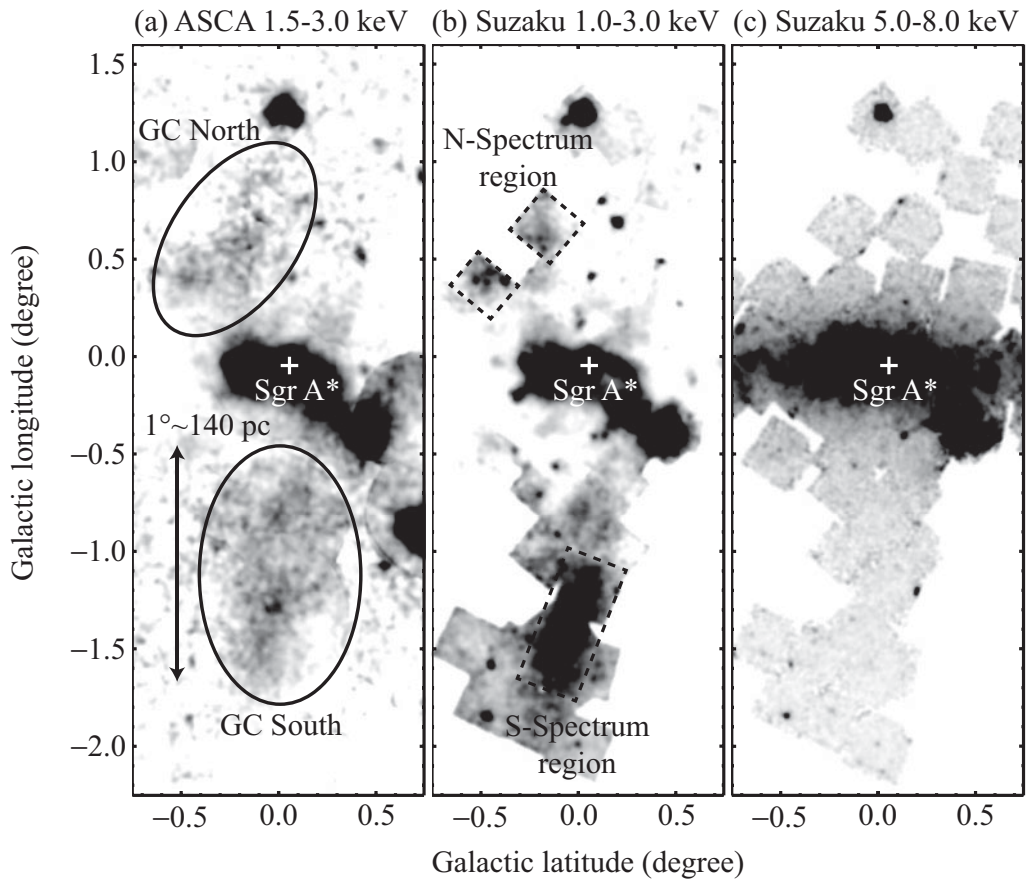 (a) ASCA 1.5-3.0 keV
(b) Suzaku 1.0-3.0 keV
(c) Suzaku 5.0-8.0 keV
Galactic longitude (degree)
1.5
1.0
0.5
0.0
−0.5
−1.0
−1.5
−2.0
GC North
Sgr A*
1°~140 pc
GC South
N-Spectrum
region
Sgr A*
S-Spectrum
region
Sgr A*
−0.5 0.0 0.5
−0.5 0.0 0.5
−0.5 0.0 0.5
Galactic latitude (degree)